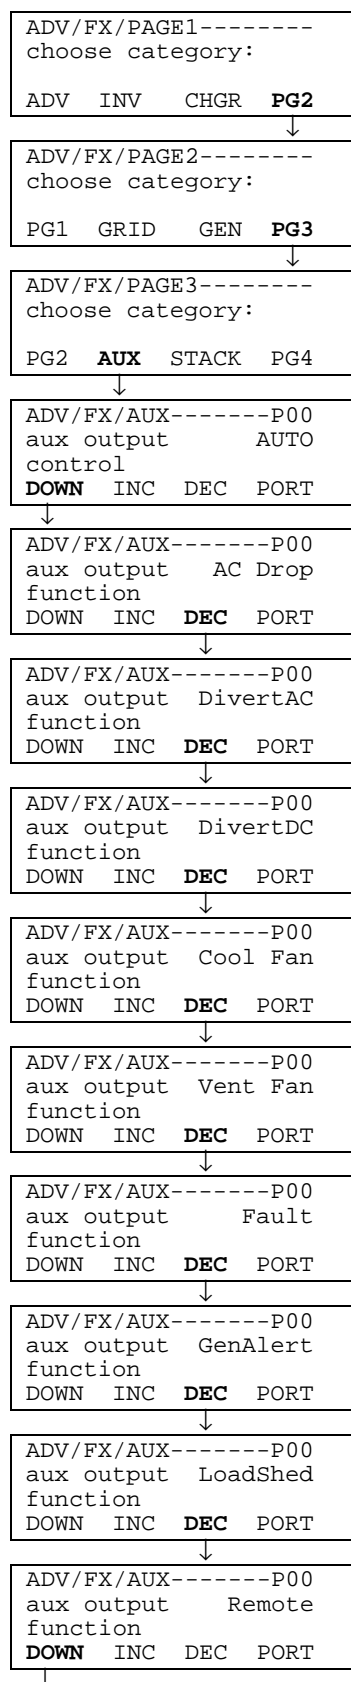 ADV/FX/PAGE1--------
choose category:
ADV INV CHGR PG2
↓
ADV/FX/PAGE2--------
choose category:
PG1 GRID GEN PG3
↓
ADV/FX/PAGE3--------
choose category:
PG2 AUX STACK PG4
↓
ADV/FX/AUX-------P00
aux output AUTO
control
DOWN INC DEC PORT
↓
ADV/FX/AUX-------P00
aux output AC Drop
function
DOWN INC DEC PORT
↓
ADV/FX/AUX-------P00
aux output DivertAC
function
DOWN INC DEC PORT
↓
ADV/FX/AUX-------P00
aux output DivertDC
function
DOWN INC DEC PORT
↓
ADV/FX/AUX-------P00
aux output Cool Fan
function
DOWN INC DEC PORT
↓
ADV/FX/AUX-------P00
aux output Vent Fan
function
DOWN INC DEC PORT
↓
ADV/FX/AUX-------P00
aux output Fault
function
DOWN INC DEC PORT
↓
ADV/FX/AUX-------P00
aux output GenAlert
function
DOWN INC DEC PORT
↓
ADV/FX/AUX-------P00
aux output LoadShed
function
DOWN INC DEC PORT
↓
ADV/FX/AUX-------P00
aux output Remote
function
DOWN INC DEC PORT